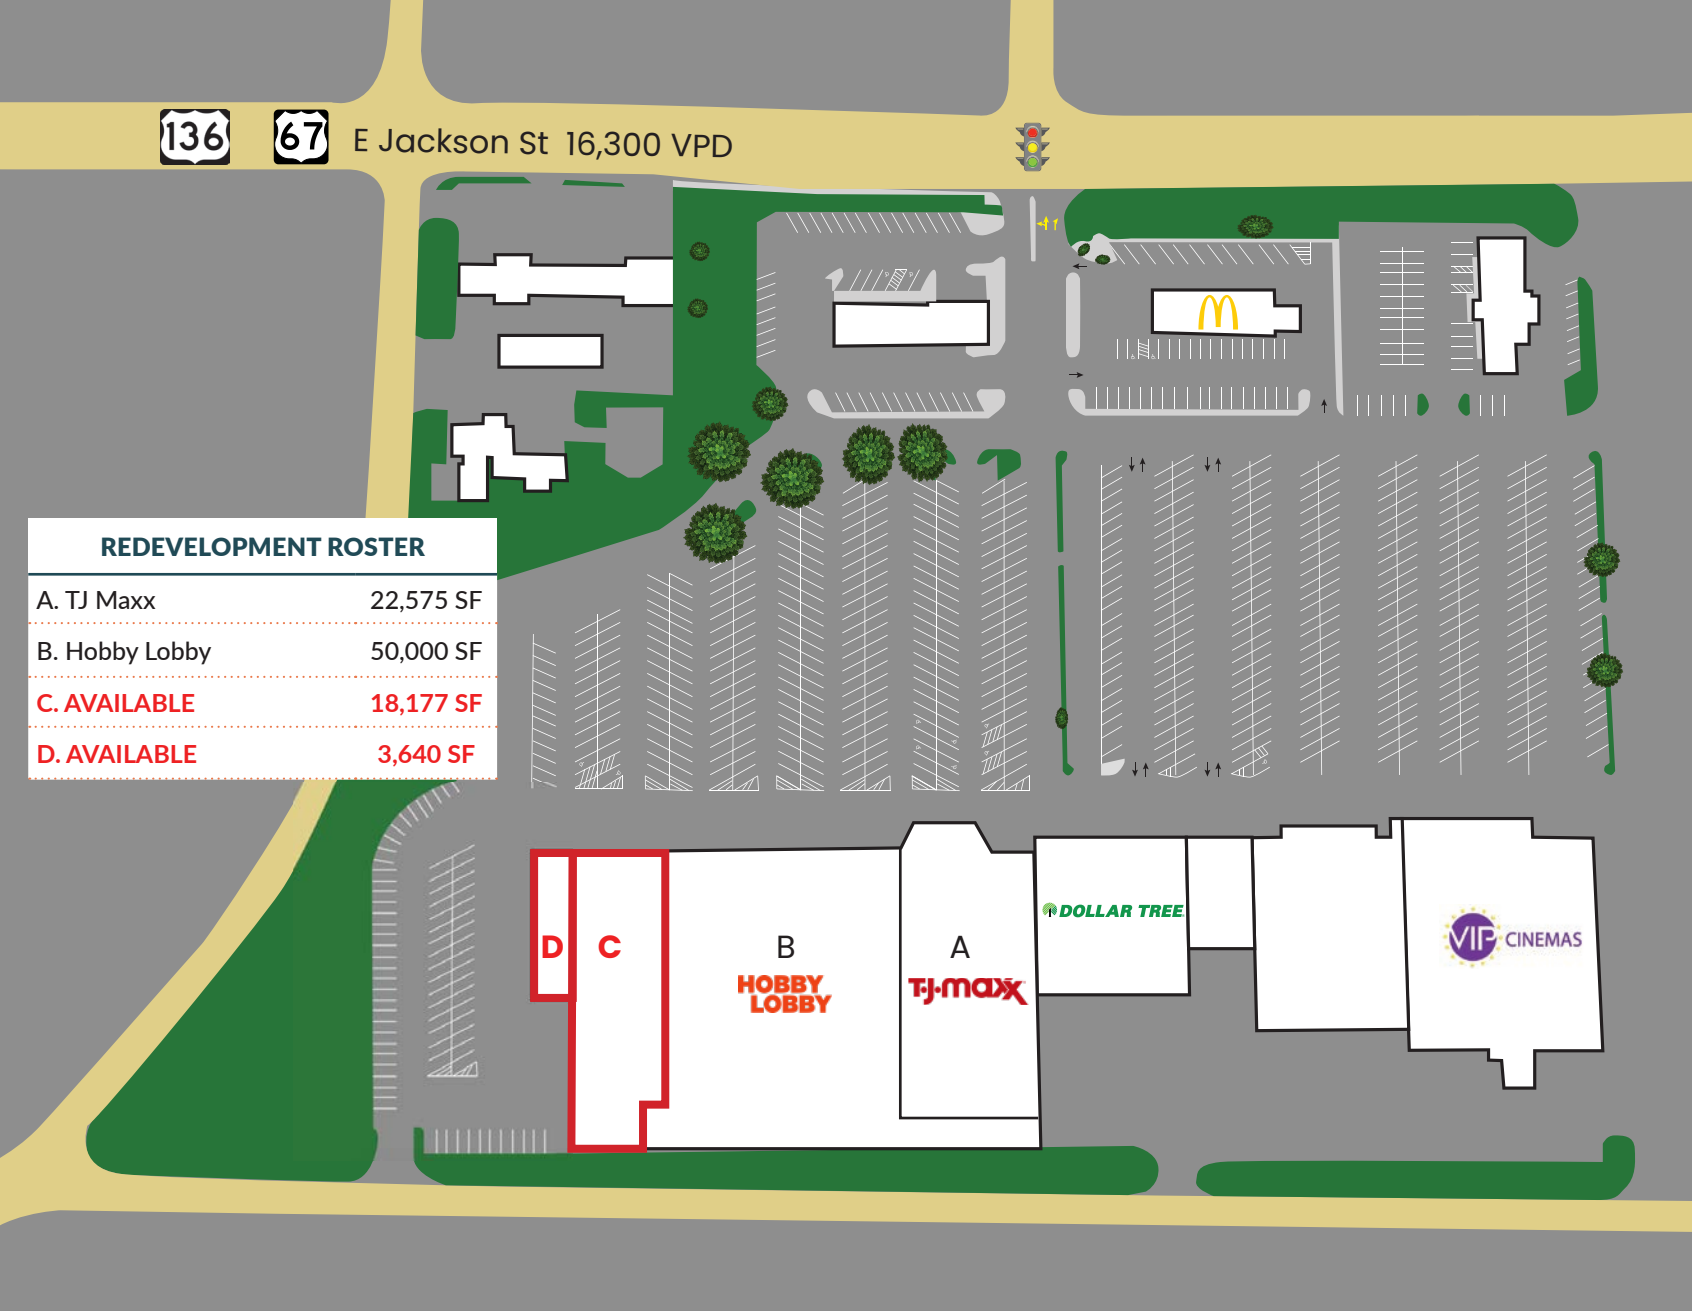 136 67 E Jackson St 16,300 VPD
M
REDEVELOPMENT ROSTER
A. TJ Maxx 22,575 SF
B. Hobby Lobby 50,000 SF
C. AVAILABLE 18,177 SF
D. AVAILABLE 3,640 SF
D C B A
HOBBY
LOBBY
T.J.maxx
DOLLAR TREE
VIP CINEMAS